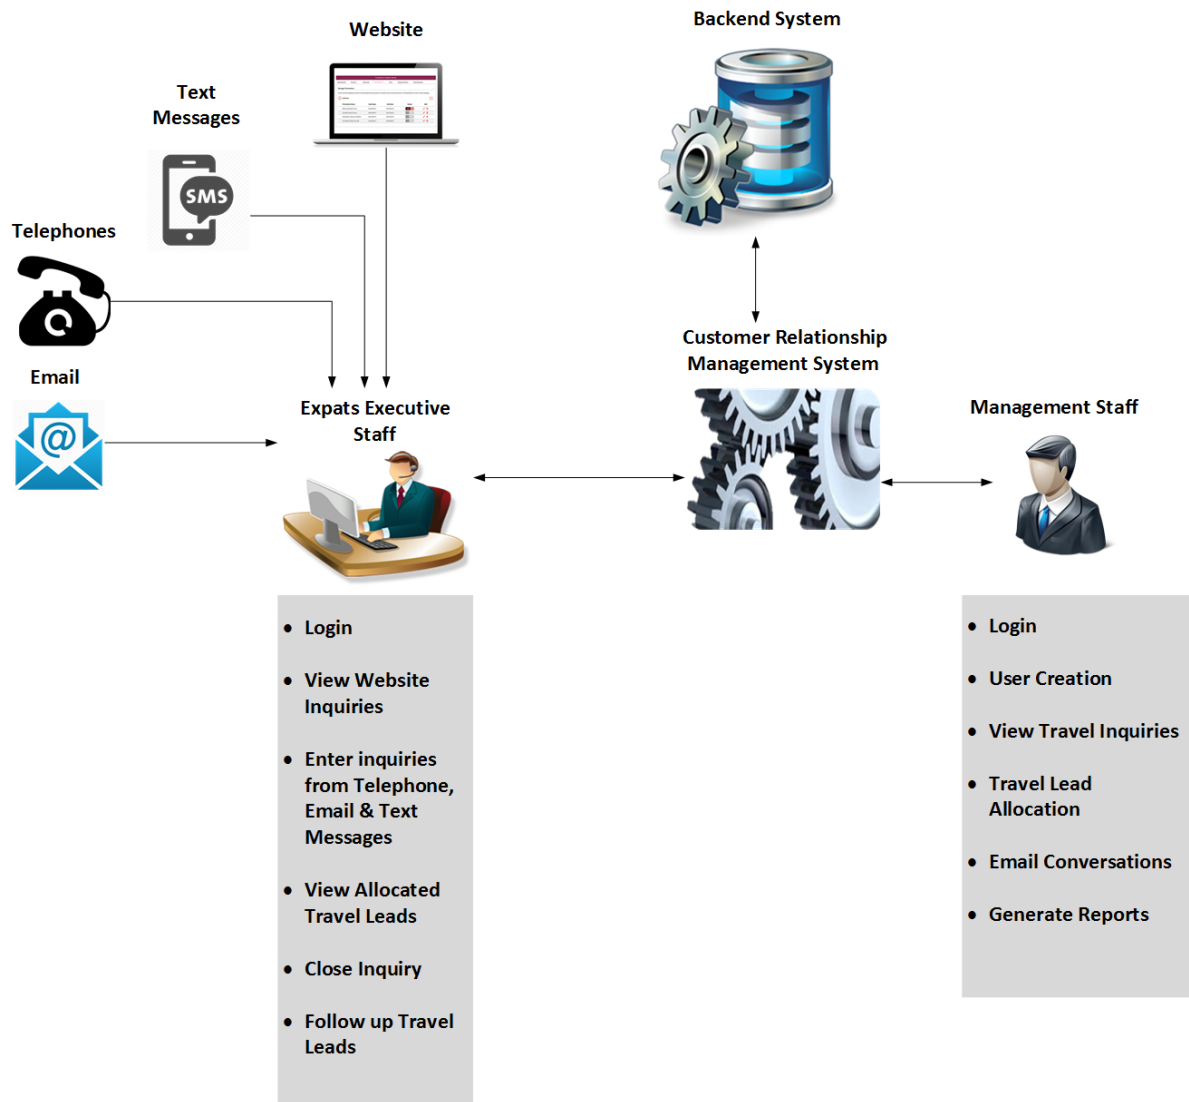 Website
Backend System
Text
Messages
SMS
Telephones
Email
@
Customer Relationship
Management System
Expats Executive
Staff
Management Staff
• Login
• View Website
Inquiries
• Enter inquiries
from Telephone,
Email & Text
Messages
• View Allocated
Travel Leads
• Close Inquiry
• Follow up Travel
Leads
• Login
• User Creation
• View Travel Inquiries
• Travel Lead
Allocation
• Email Conversations
• Generate Reports